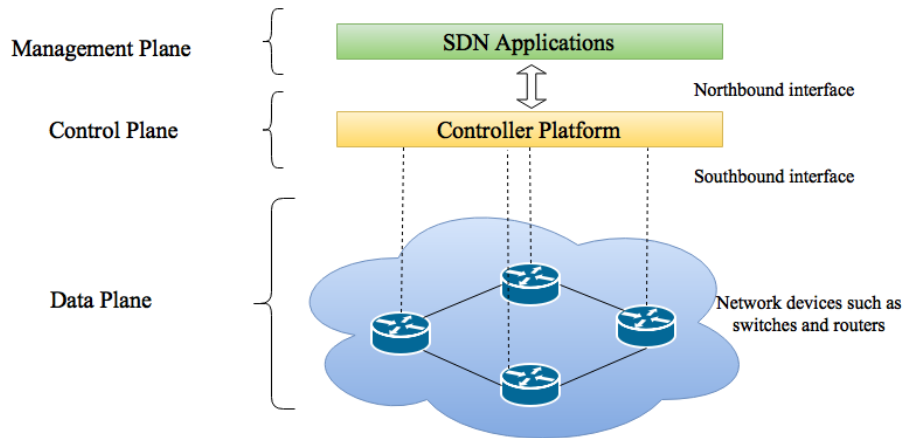 Management Plane
SDN Applications
Northbound interface
Control Plane
Controller Platform
Southbound interface
Data Plane
Network devices such as
switches and routers